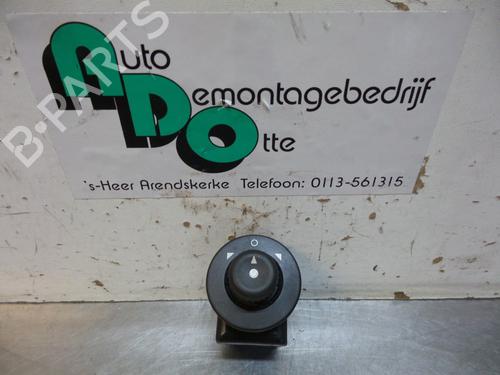 B-PARTS
Auto
Demontagebedrijf
Otte
's-Heer Arendskerke Telefoon: 0113-561315